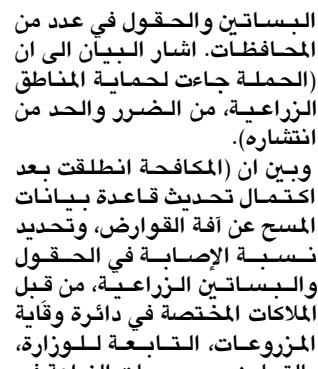 البساتين والحقول في عدد من
المحافظات. اشار البيان الى ان
(الحملة جاءت لحماية المناطق
الزراعية، من الضرر والحد من
انتشاره).
وبين ان (المكافحة انطلقت بعد
اكتمال تحديث قاعدة بيانات
المسح عن آفة القوارض، وتحديد
نسبة الإصابة في الحقول
والبساتين الزراعية، من قبل
الملاكات المختصة في دائرة وقاية
المزروعات، التابعة للوزارة،